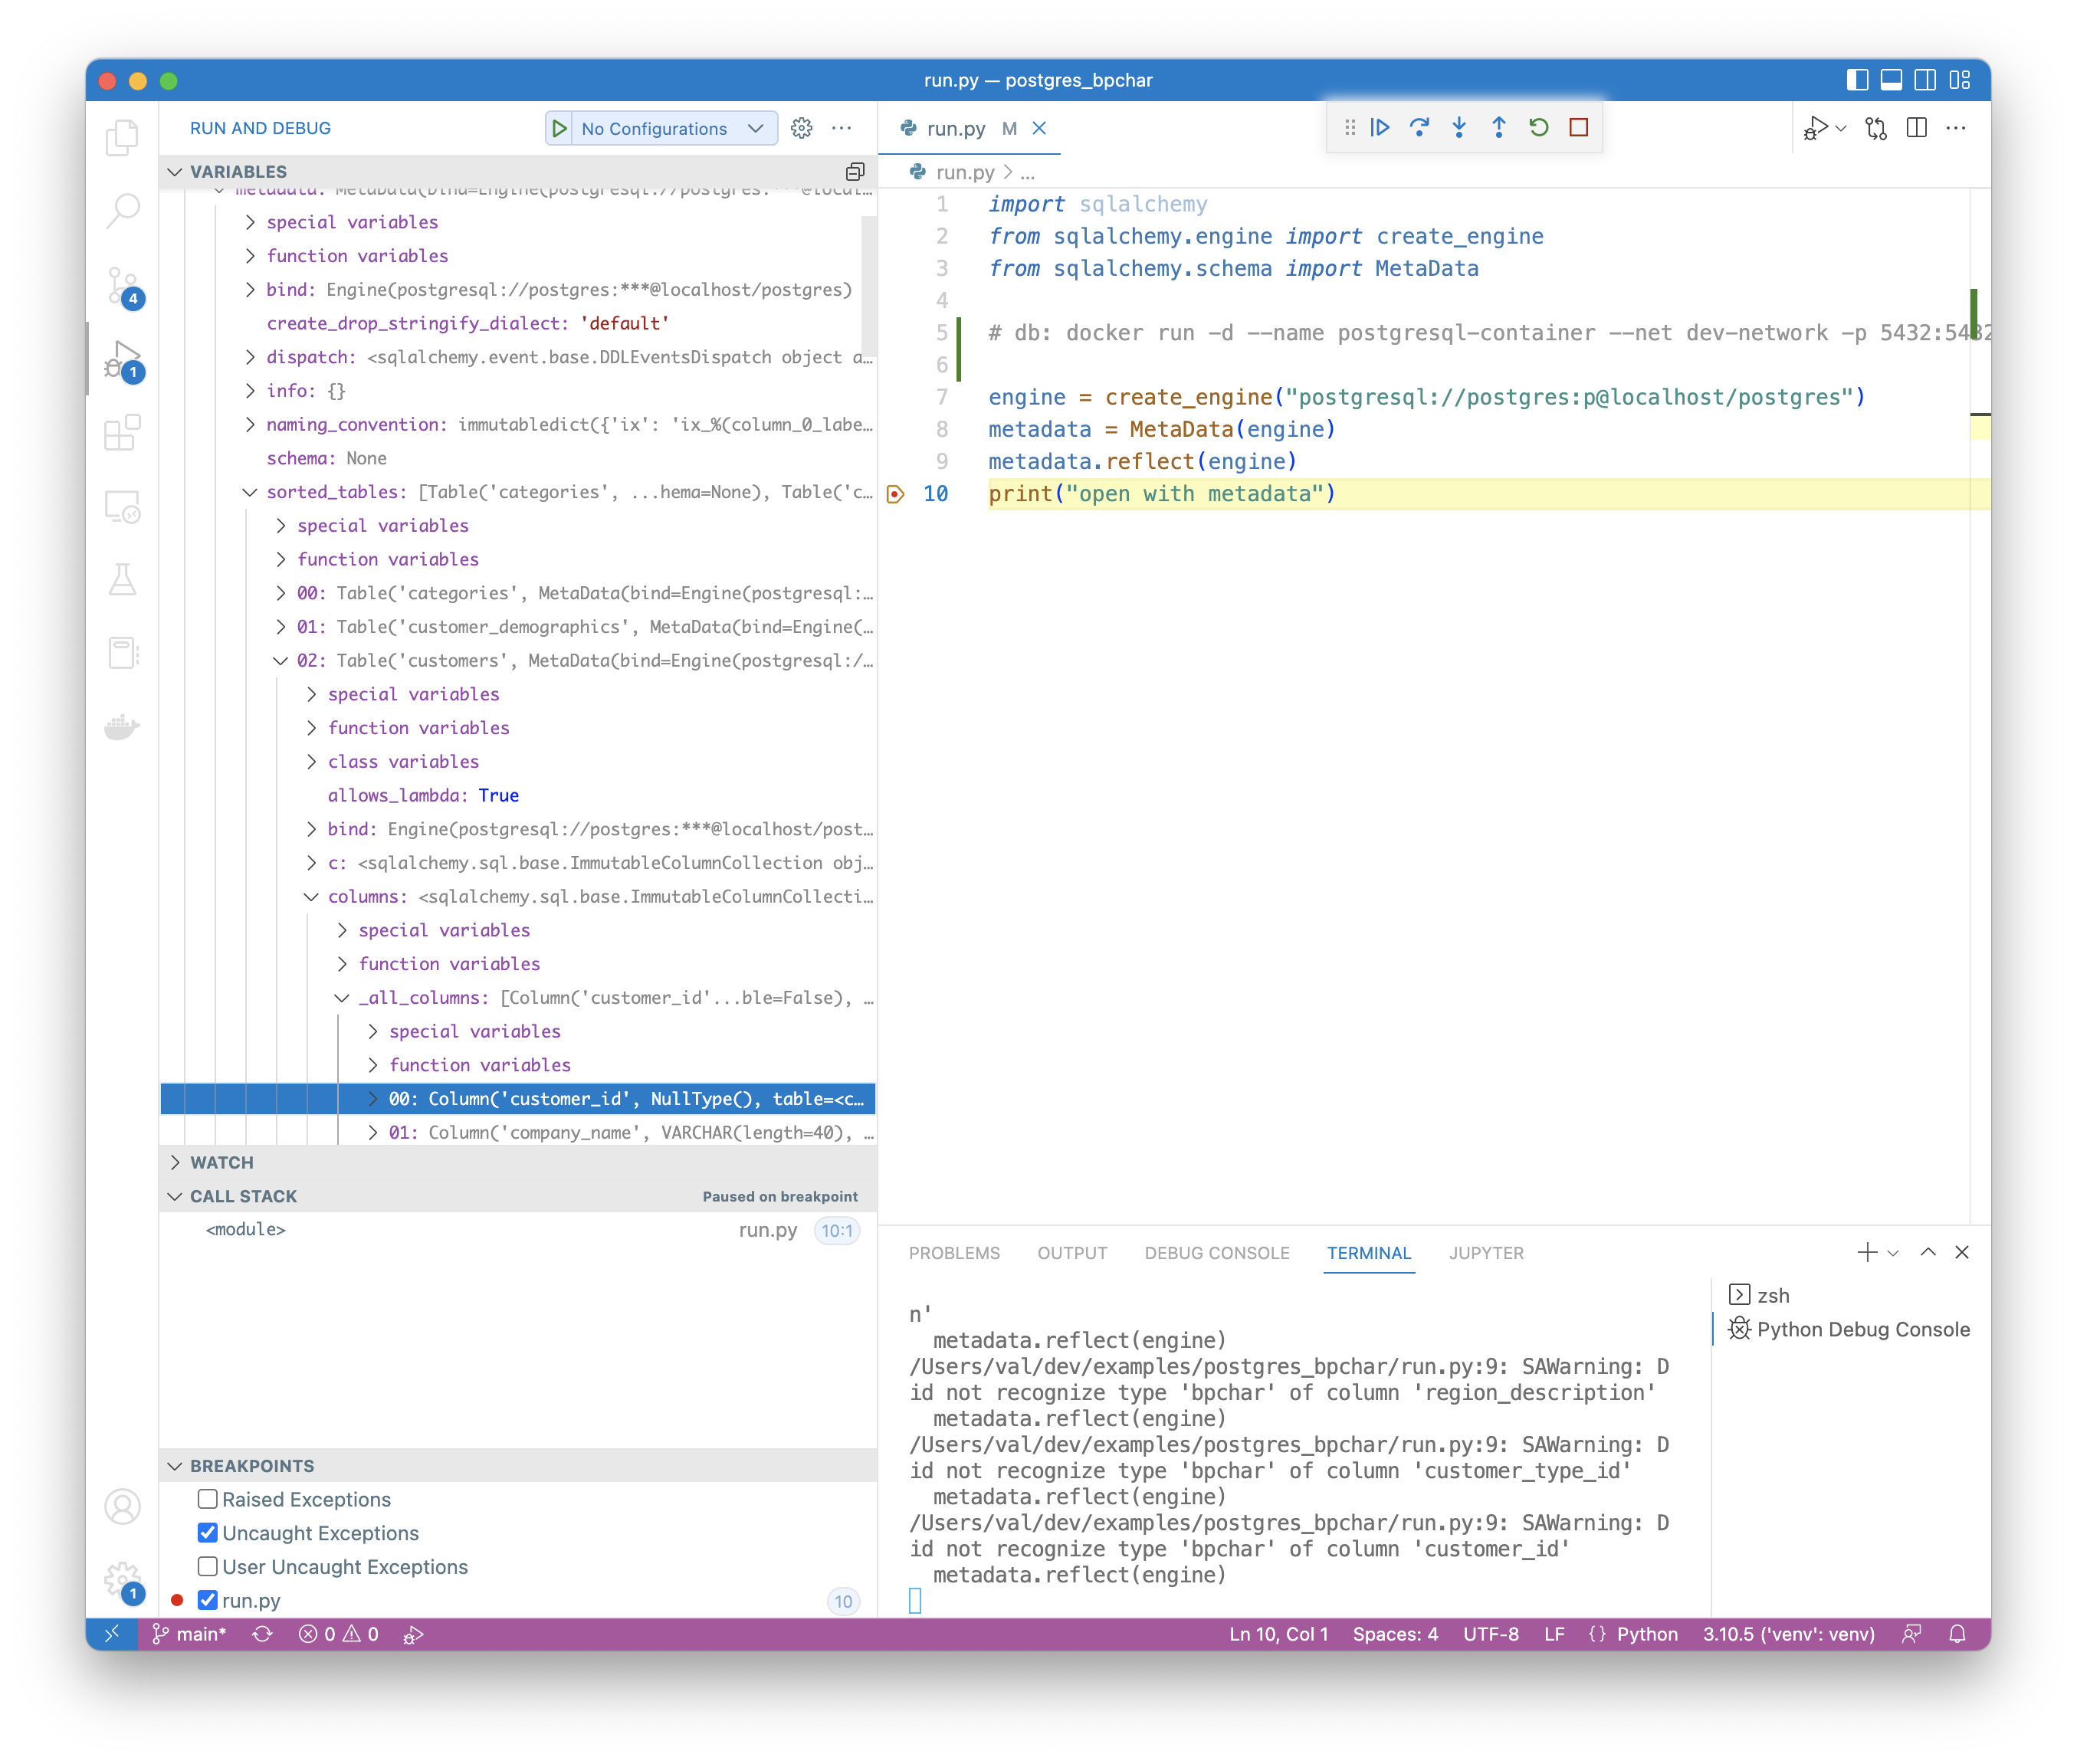 run.py — postgres_bpchar
RUN AND DEBUG
No Configurations
VARIABLES
metadata: MetaData(bind=Engine(postgresql://postgres:***@local…
special variables
function variables
bind: Engine(postgresql://postgres:***@localhost/postgres)
create_drop_stringify_dialect: 'default'
dispatch: <sqlalchemy.event.base.DDLEventsDispatch object a…
info: {}
naming_convention: immutabledict({'ix': 'ix_%(column_0_labe…
schema: None
sorted_tables: [Table('categories', ...hema=None), Table('c…
special variables
function variables
00: Table('categories', MetaData(bind=Engine(postgresql:…
01: Table('customer_demographics', MetaData(bind=Engine(…
02: Table('customers', MetaData(bind=Engine(postgresql:/…
special variables
function variables
class variables
allows_lambda: True
bind: Engine(postgresql://postgres:***@localhost/post…
c: <sqlalchemy.sql.base.ImmutableColumnCollection obj…
columns: <sqlalchemy.sql.base.ImmutableColumnCollecti…
special variables
function variables
_all_columns: [Column('customer_id'...ble=False), …
special variables
function variables
00: Column('customer_id', NullType(), table=<c…
01: Column('company_name', VARCHAR(length=40), …
WATCH
CALL STACK Paused on breakpoint
<module> run.py 10:1
BREAKPOINTS
Raised Exceptions
Uncaught Exceptions
User Uncaught Exceptions
run.py 10
4
1
1
run.py M
run.py > ...
1 import sqlalchemy
2 from sqlalchemy.engine import create_engine
3 from sqlalchemy.schema import MetaData
4
5 # db: docker run -d --name postgresql-container --net dev-network -p 5432:5432
6
7 engine = create_engine("postgresql://postgres:p@localhost/postgres")
8 metadata = MetaData(engine)
9 metadata.reflect(engine)
10 print("open with metadata")
PROBLEMS OUTPUT DEBUG CONSOLE TERMINAL JUPYTER
n'
metadata.reflect(engine)
/Users/val/dev/examples/postgres_bpchar/run.py:9: SAWarning: D
id not recognize type 'bpchar' of column 'region_description'
metadata.reflect(engine)
/Users/val/dev/examples/postgres_bpchar/run.py:9: SAWarning: D
id not recognize type 'bpchar' of column 'customer_type_id'
metadata.reflect(engine)
/Users/val/dev/examples/postgres_bpchar/run.py:9: SAWarning: D
id not recognize type 'bpchar' of column 'customer_id'
metadata.reflect(engine)
zsh
Python Debug Console
main* 0 0 Ln 10, Col 1 Spaces: 4 UTF-8 LF {} Python 3.10.5 ('venv': venv)